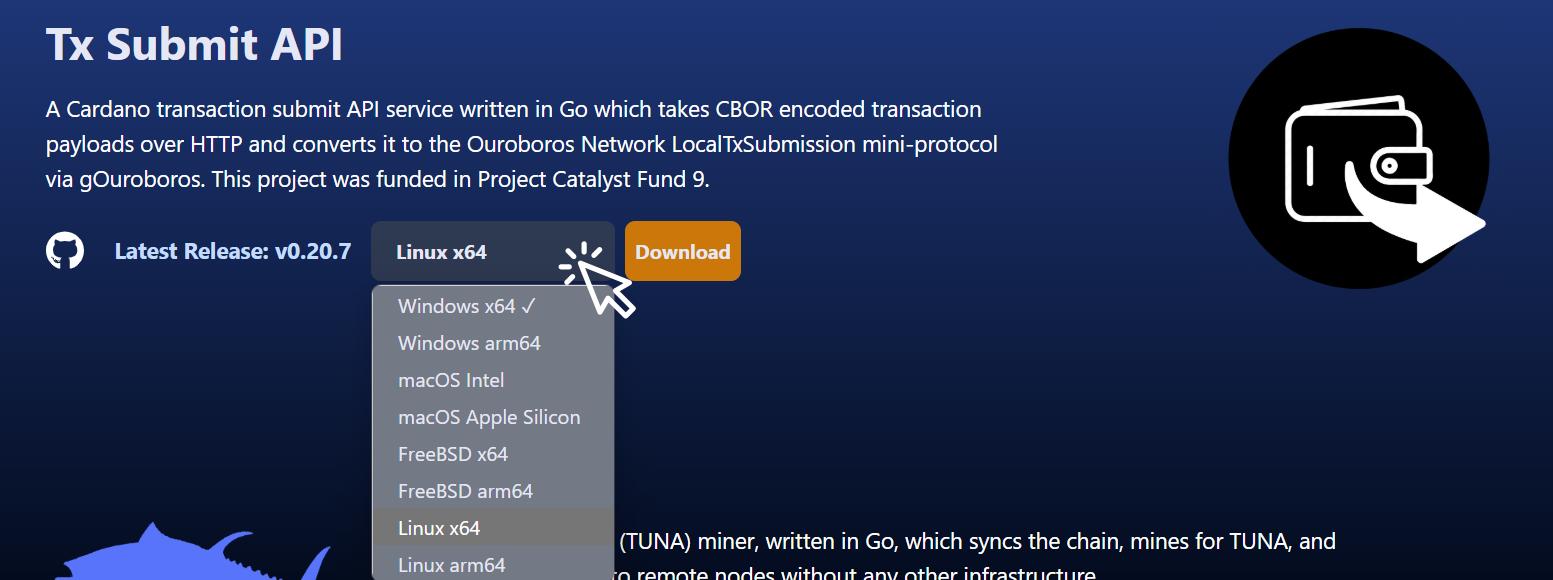 Tx Submit API
A Cardano transaction submit API service written in Go which takes CBOR encoded transaction
payloads over HTTP and converts it to the Ouroboros Network LocalTxSubmission mini-protocol
via gOuroboros. This project was funded in Project Catalyst Fund 9.
Latest Release: v0.20.7
Linux x64
Download
Windows x64 ✓
Windows arm64
macOS Intel
macOS Apple Silicon
FreeBSD x64
FreeBSD arm64
Linux x64
Linux arm64
(TUNA) miner, written in Go, which syncs the chain, mines for TUNA, and
to remote nodes without any other infrastructure.